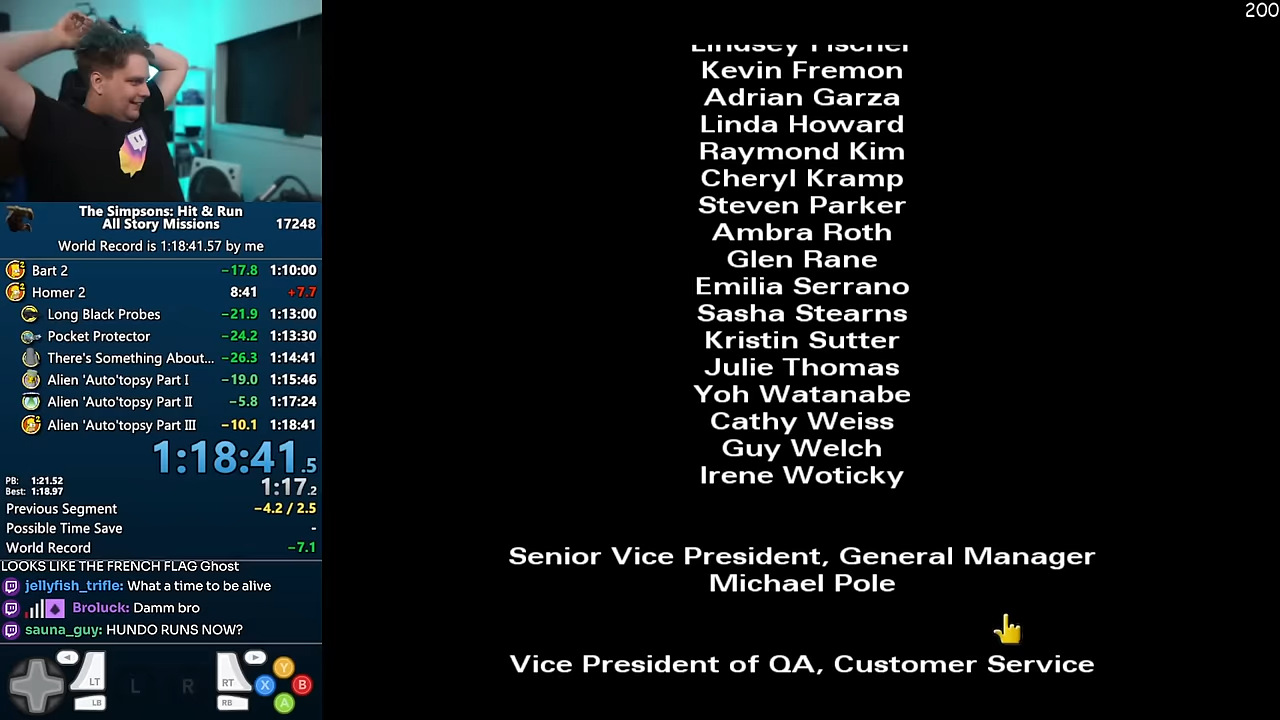 200
Lindsey Fischer
Kevin Fremon
Adrian Garza
Linda Howard
Raymond Kim
Cheryl Kramp
Steven Parker
Ambra Roth
Glen Rane
Emilia Serrano
Sasha Stearns
Kristin Sutter
Julie Thomas
Yoh Watanabe
Cathy Weiss
Guy Welch
Irene Woticky
Senior Vice President, General Manager
Michael Pole
Vice President of QA, Customer Service
The Simpsons: Hit & Run
All Story Missions 17248
World Record is 1:18:41.57 by me
Bart 2 -17.8 1:10:00
Homer 2 8:41 +7.7
Long Black Probes -21.9 1:13:00
Pocket Protector -24.2 1:13:30
There's Something About... -26.3 1:14:41
Alien 'Auto'topsy Part I -19.0 1:15:46
Alien 'Auto'topsy Part II -5.8 1:17:24
Alien 'Auto'topsy Part III -10.1 1:18:41
1:18:41.5
PB: 1:21.52
Best: 1:18.97
1:17.2
Previous Segment -4.2 / 2.5
Possible Time Save -
World Record -7.1
LOOKS LIKE THE FRENCH FLAG Ghost
jellyfish_trifle: What a time to be alive
Broluck: Damm bro
sauna_guy: HUNDO RUNS NOW?
LT
LB
L
R
RT
RB
Y
X
B
A